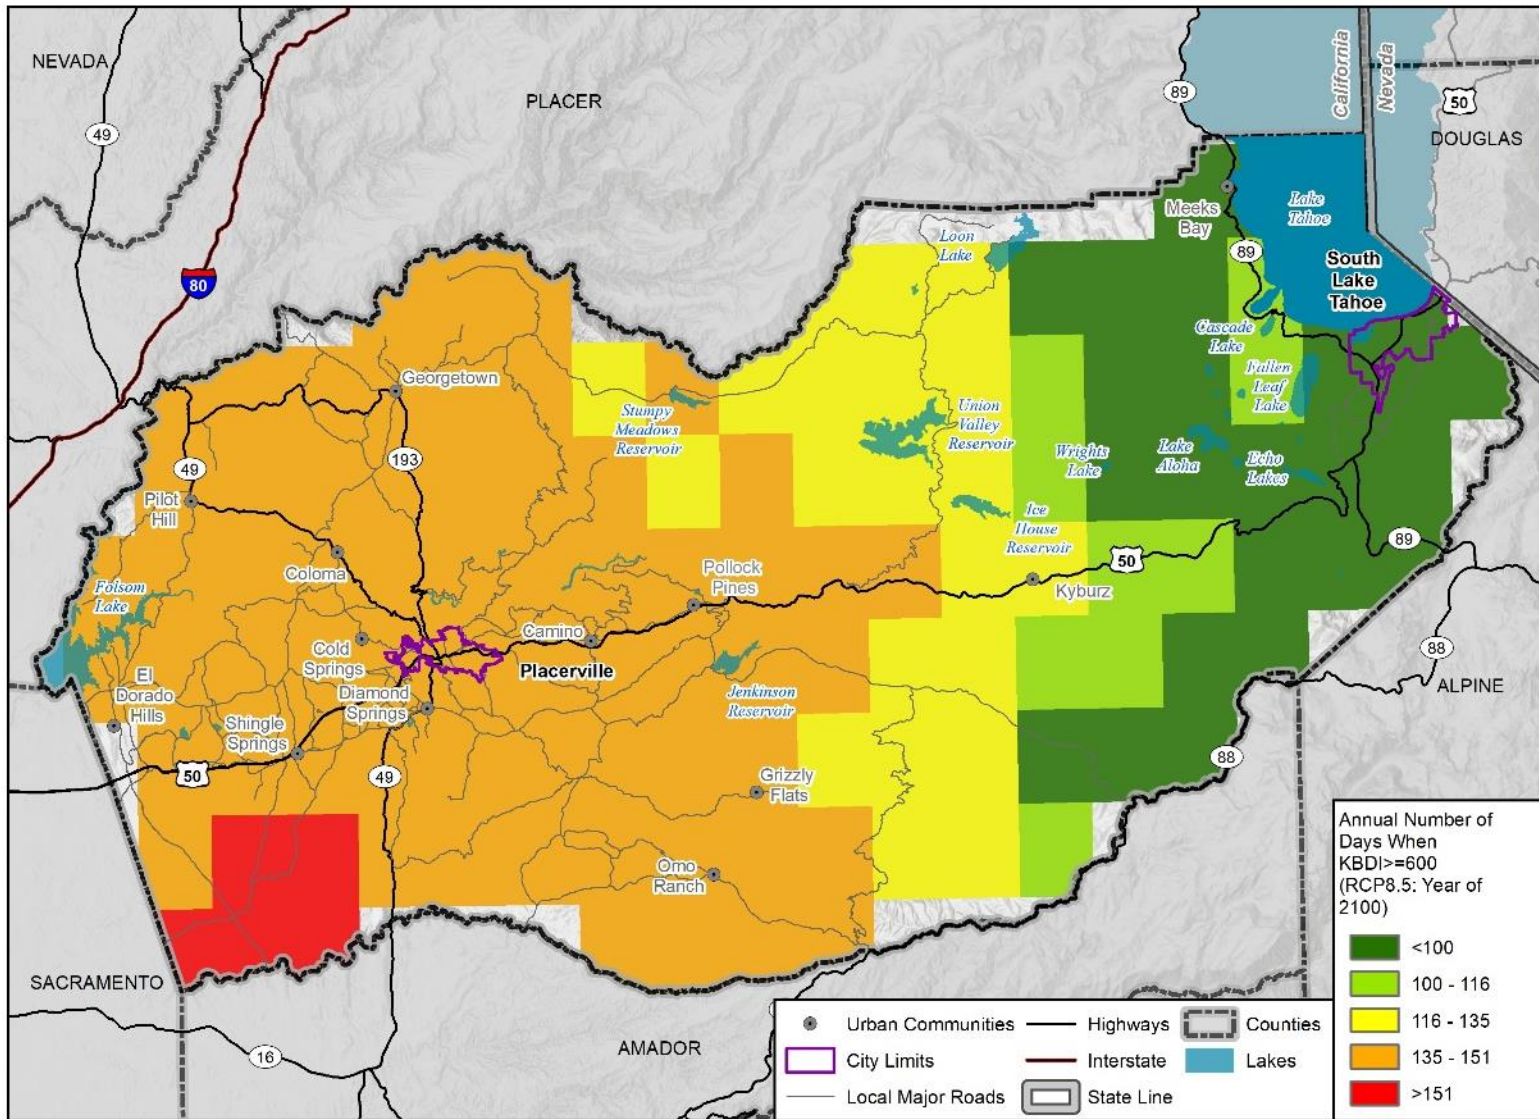 NEVADA
PLACER
89
California
Nevada
50
DOUGLAS
49
Lake
Tahoe
Meeks
Bay
Loon
Lake
89
South
Lake
Tahoe
80
Cascade
Lake
Georgetown
Fallen
Leaf
Lake
Stumpy
Meadows
Reservoir
Union
Valley
Reservoir
193
49
Wrights
Lake
Lake
Aloha
Echo
Lakes
Pilot
Hill
Ice
House
Reservoir
89
50
Coloma
Pollock
Pines
Kyburz
Folsom
Lake
Camino
Cold
Springs
88
Placerville
El
Dorado
Hills
Diamond
Springs
Jenkinson
Reservoir
ALPINE
Shingle
Springs
50
49
88
Grizzly
Flats
Omo
Ranch
SACRAMENTO
AMADOR
16
Annual Number of
Days When
KBDI>=600
(RCP8.5: Year of
2100)
<100
100 - 116
116 - 135
135 - 151
>151
Urban Communities
Highways
Counties
City Limits
Interstate
Lakes
Local Major Roads
State Line